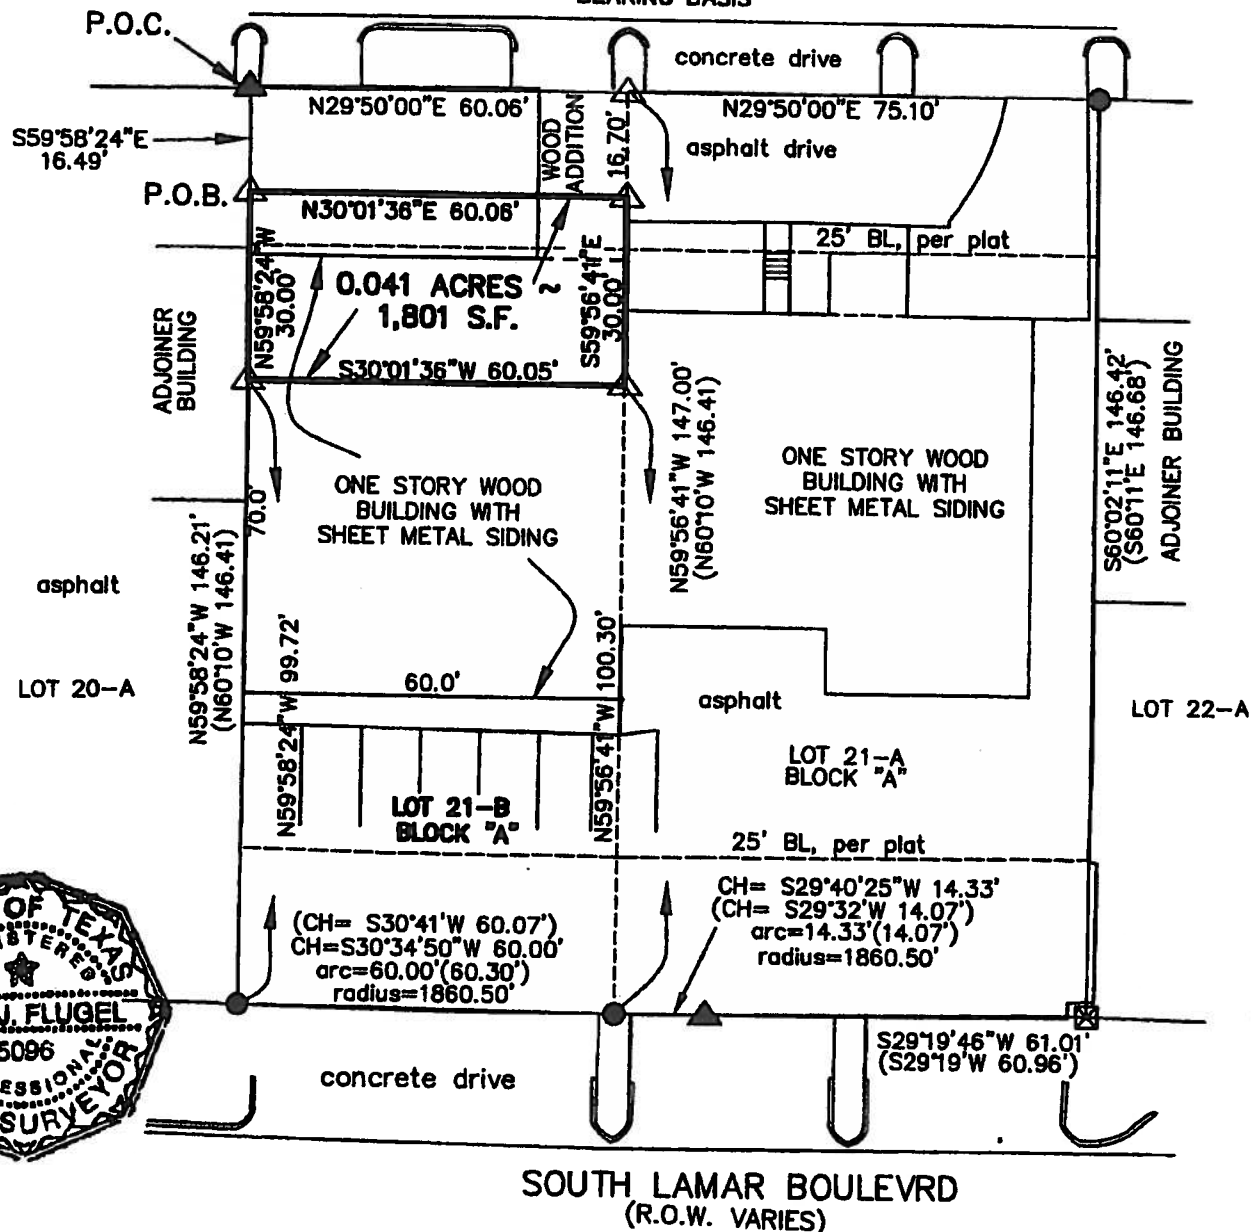 BEARING BASIS
P.O.C.
concrete drive
N29°50'00"E 60.06'
N29°50'00"E 75.10'
S59°58'24"E
16.49'
WOOD
ADDITION
16.70'
asphalt drive
P.O.B.
N30°01'36"E 60.06'
25' BL, per plat
N59°58'24"W
30.00'
0.041 ACRES ~
1,801 S.F.
S59°56'41"E
30.00'
S30°01'36"W 60.05'
ADJOINER
BUILDING
N59°56'41"W 147.00'
(N60°10'W 146.41)
S60°02'11"E 146.42'
(S60°11'E 146.68')
ADJOINER BUILDING
ONE STORY WOOD
BUILDING WITH
SHEET METAL SIDING
ONE STORY WOOD
BUILDING WITH
SHEET METAL SIDING
70.0'
asphalt
N59°58'24"W 146.21'
(N60°10'W 146.41)
LOT 20-A
N59°58'24"W 99.72'
60.0'
N59°56'41"W 100.30'
asphalt
LOT 22-A
LOT 21-A
BLOCK "A"
LOT 21-B
BLOCK "A"
25' BL, per plat
(CH= S30°41'W 60.07')
CH=S30°34'50"W 60.00'
arc=60.00'(60.30')
radius=1860.50'
CH= S29°40'25"W 14.33'
(CH= S29°32'W 14.07')
arc=14.33'(14.07')
radius=1860.50'
OF TEXAS
STERED
J. FLUGEL
5096
ESSIONAL
SURVEYOR
S29°19'46"W 61.01'
(S29°19'W 60.96')
concrete drive
SOUTH LAMAR BOULEVRD
(R.O.W. VARIES)